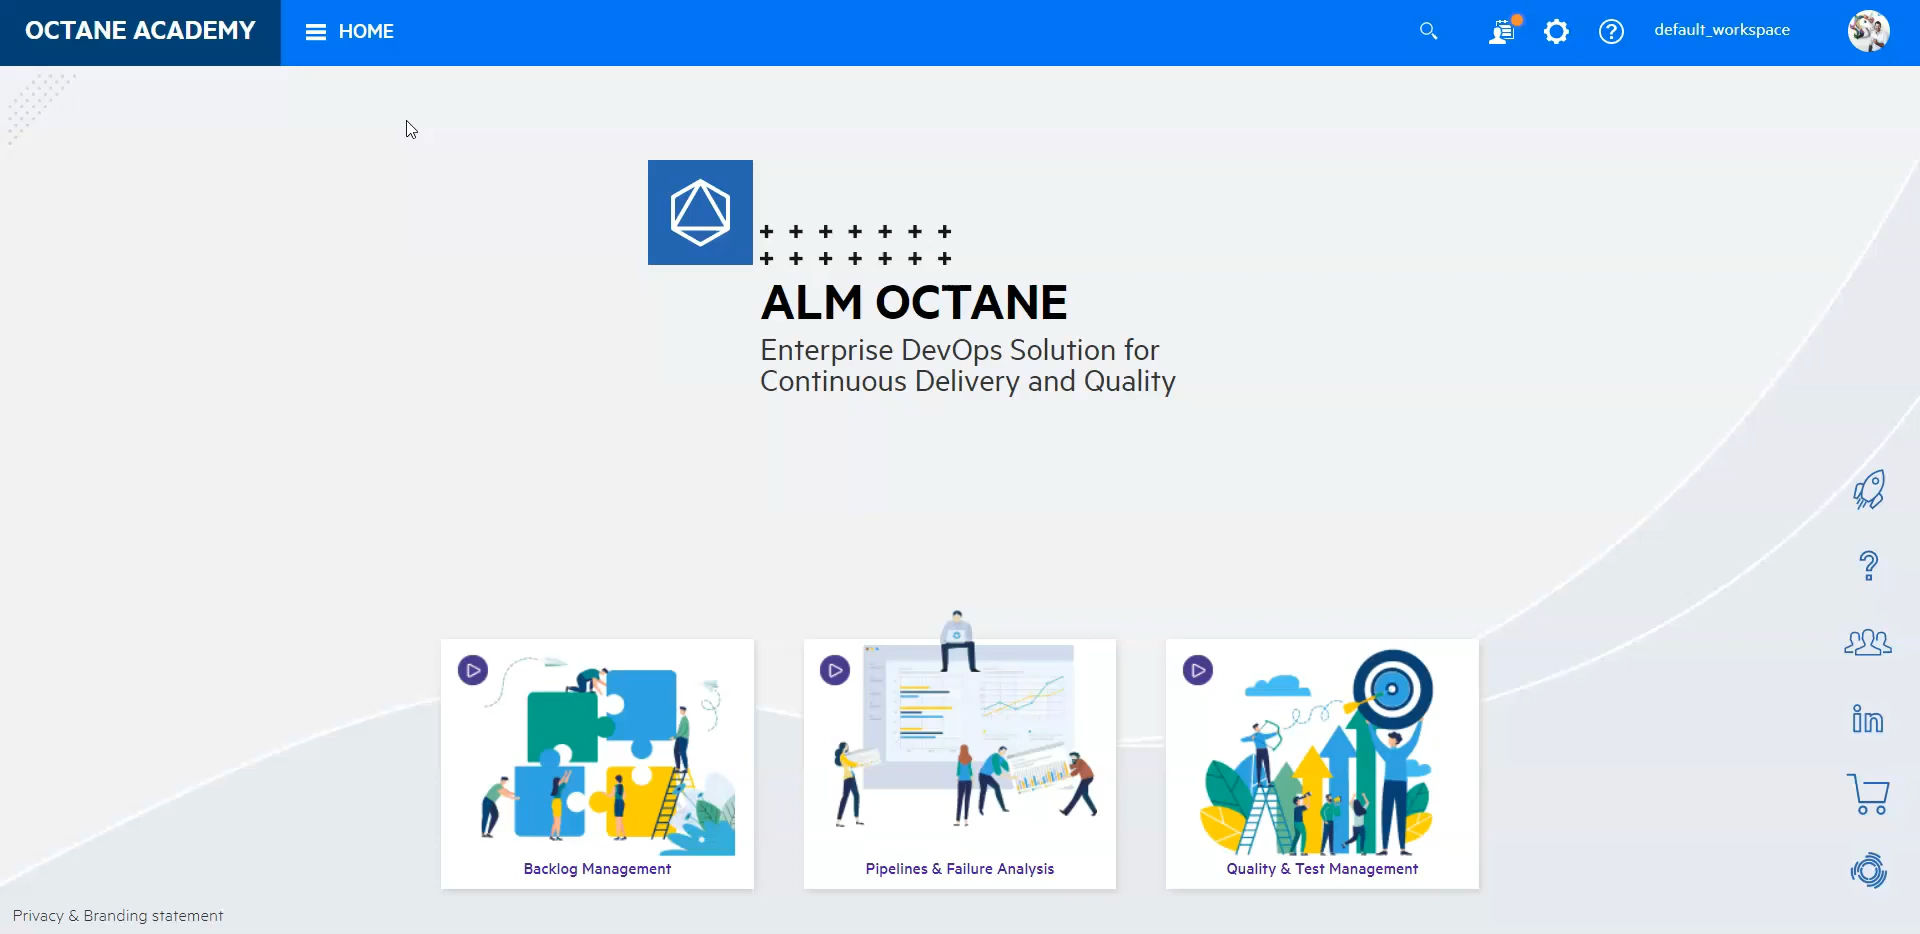 OCTANE ACADEMY
HOME
default_workspace
ALM OCTANE
Enterprise DevOps Solution for
Continuous Delivery and Quality
Backlog Management
Pipelines & Failure Analysis
Quality & Test Management
Privacy & Branding statement